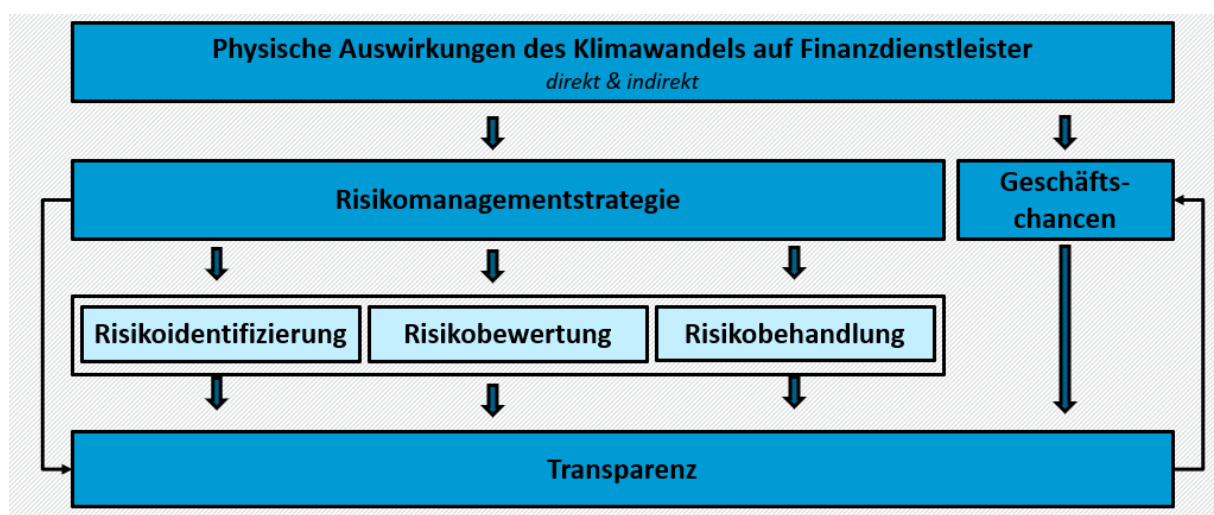 Physische Auswirkungen des Klimawandels auf Finanzdienstleister
direkt & indirekt
Risikomanagementstrategie
Geschäfts-
chancen
Risikoidentifizierung
Risikobewertung
Risikobehandlung
Transparenz